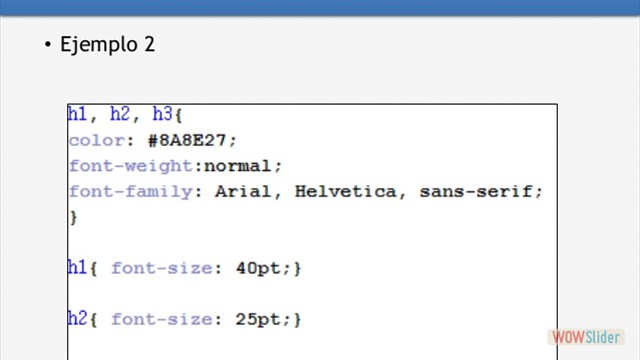 • Ejemplo 2
h1, h2, h3{
color: #8A8E27;
font-weight:normal;
font-family: Arial, Helvetica, sans-serif;
}
h1{ font-size: 40pt;}
h2{ font-size: 25pt;}
WOWSlider